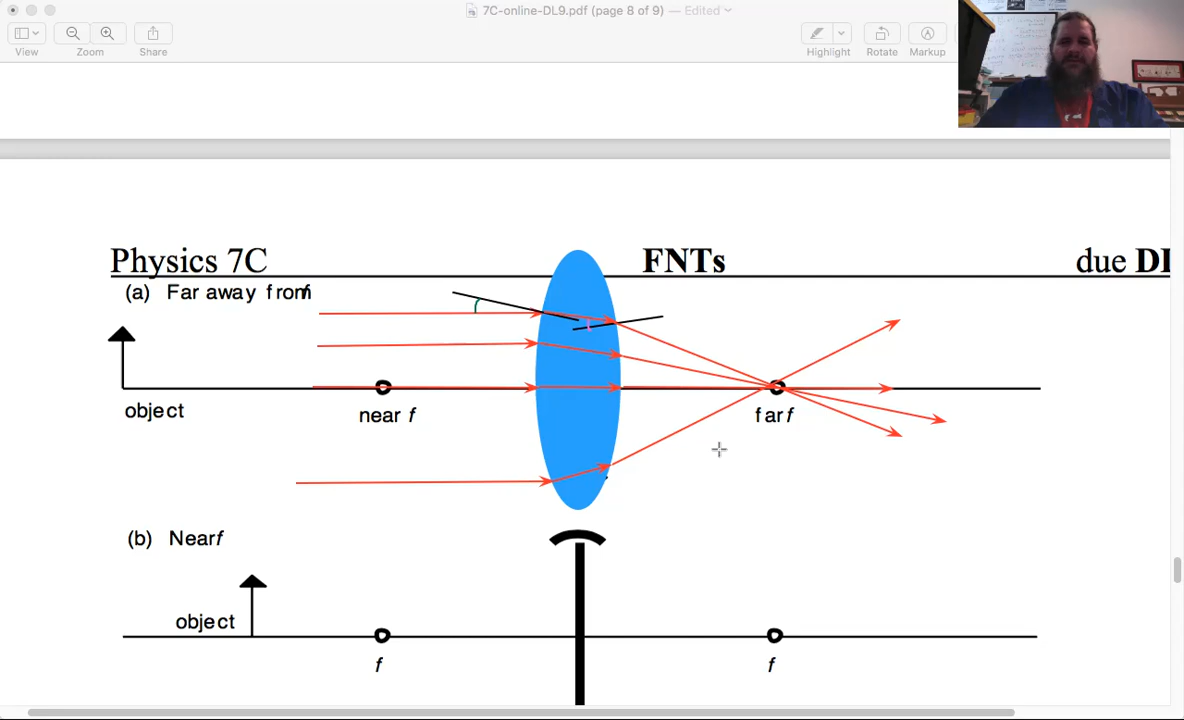 7C-online-DL9.pdf (page 8 of 9) — Edited
View
Zoom
Share
Highlight
Rotate
Markup
Physics 7C
FNTs
due DL
(a) Far away from f
object
near f
far f
(b) Near f
object
f
f